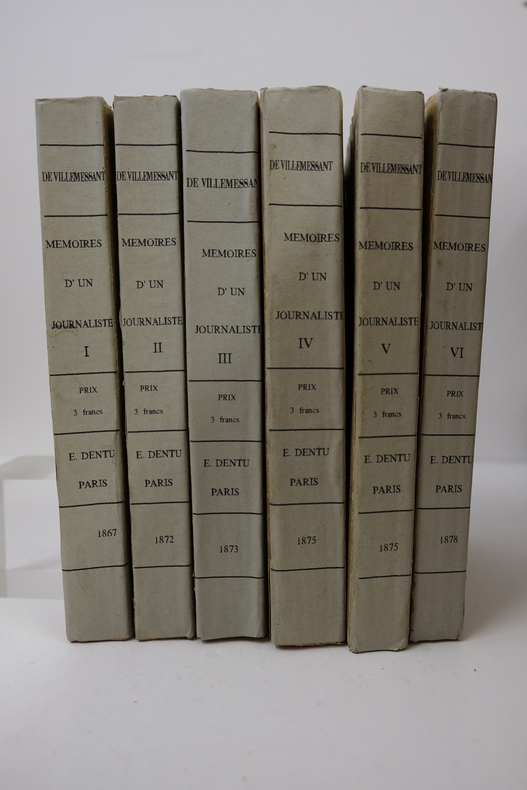 DE VILLEMESSANT
MEMOIRES
D' UN
JOURNALISTE
I
PRIX
3 francs
E. DENTU
PARIS
1867
DE VILLEMESSANT
MEMOIRES
D' UN
JOURNALISTE
II
PRIX
3 francs
E. DENTU
PARIS
1872
DE VILLEMESSAN
MEMOIRES
D' UN
JOURNALISTE
III
PRIX
3 francs
E. DENTU
PARIS
1873
DE VILLEMESSANT
MEMOIRES
D' UN
JOURNALISTE
IV
PRIX
3 francs
E. DENTU
PARIS
1875
DE VILLEMESSANT
MEMOIRES
D' UN
JOURNALISTE
V
PRIX
3 francs
E. DENTU
PARIS
1875
DE VILLEMESSAN
MEMOIRES
D' UN
JOURNALIST
VI
PRIX
3 francs
E. DENTU
PARIS
1878